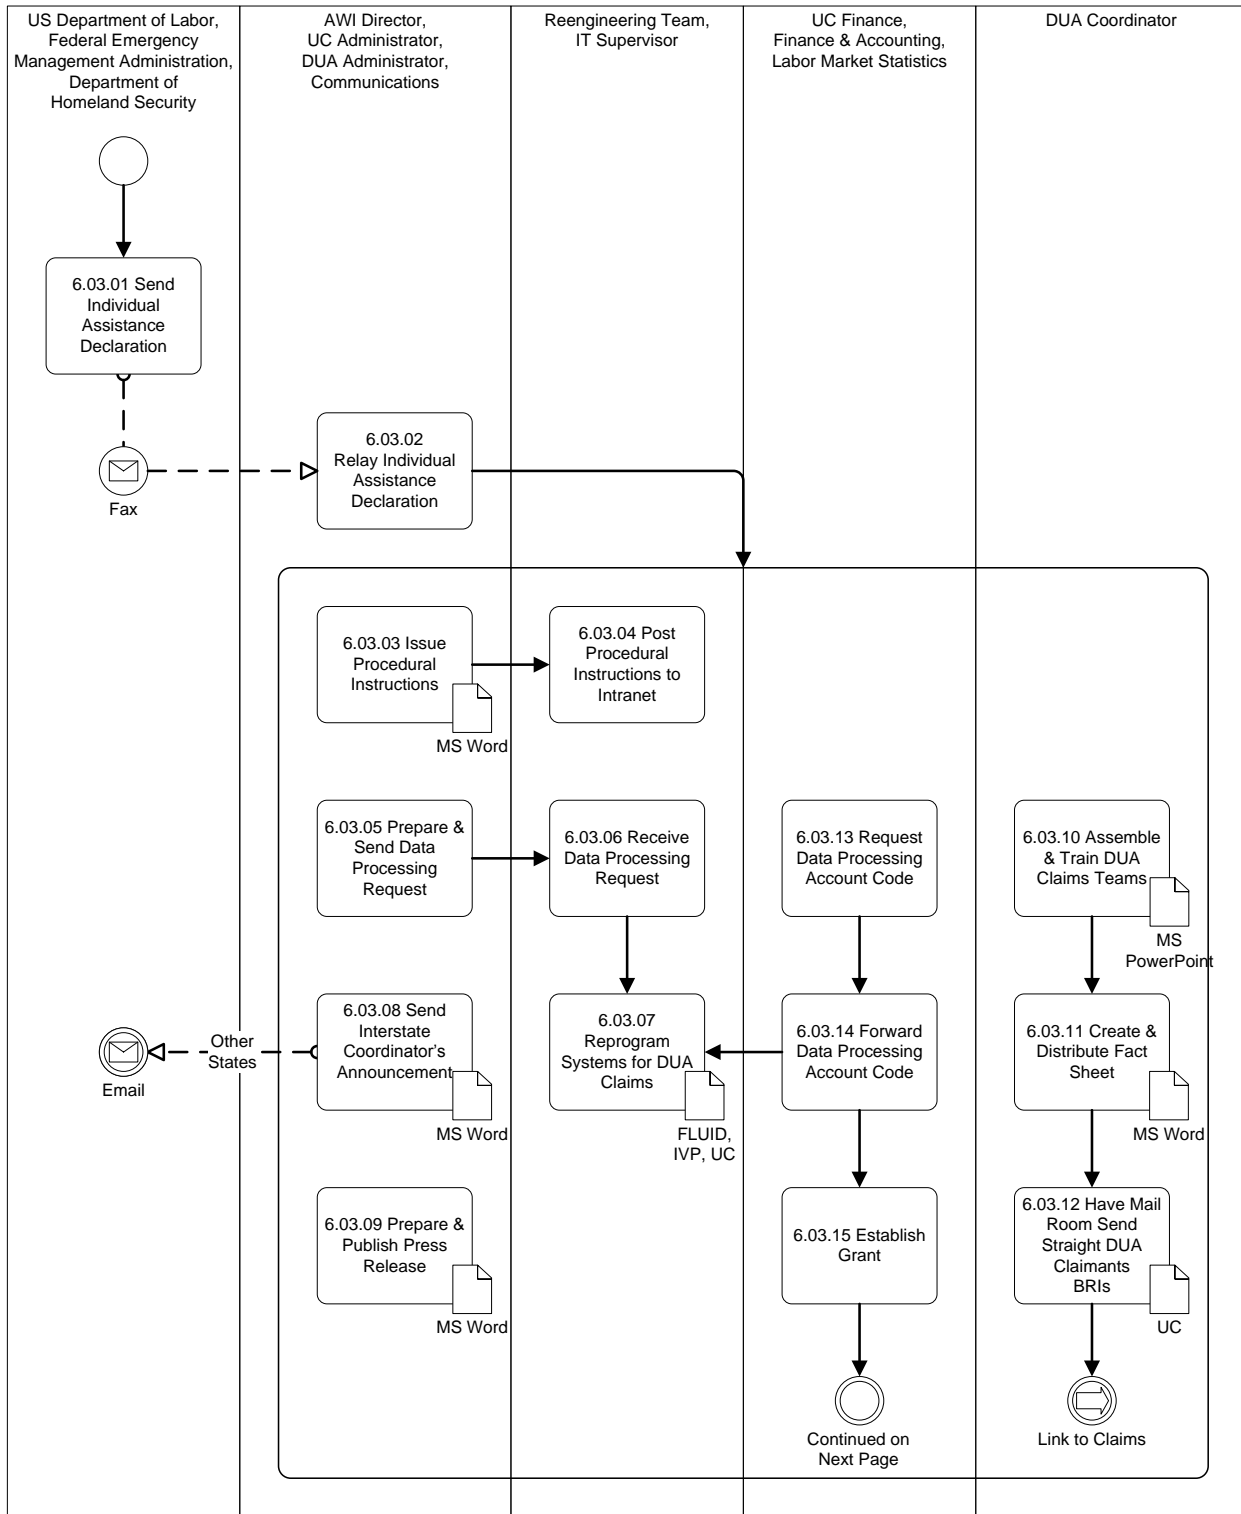 US Department of Labor,
Federal Emergency
Management Administration,
Department of
Homeland Security
AWI Director,
UC Administrator,
DUA Administrator,
Communications
Reengineering Team,
IT Supervisor
UC Finance,
Finance & Accounting,
Labor Market Statistics
DUA Coordinator
6.03.01 Send
Individual
Assistance
Declaration
Fax
6.03.02
Relay Individual
Assistance
Declaration
6.03.03 Issue
Procedural
Instructions
MS Word
6.03.04 Post
Procedural
Instructions to
Intranet
6.03.05 Prepare &
Send Data
Processing
Request
6.03.06 Receive
Data Processing
Request
6.03.13 Request
Data Processing
Account Code
6.03.10 Assemble
& Train DUA
Claims Teams
MS
PowerPoint
Email
Other
States
6.03.08 Send
Interstate
Coordinator's
Announcement
MS Word
6.03.07
Reprogram
Systems for DUA
Claims
FLUID,
IVP, UC
6.03.14 Forward
Data Processing
Account Code
6.03.11 Create &
Distribute Fact
Sheet
MS Word
6.03.09 Prepare &
Publish Press
Release
MS Word
6.03.15 Establish
Grant
6.03.12 Have Mail
Room Send
Straight DUA
Claimants
BRIs
UC
Continued on
Next Page
Link to Claims